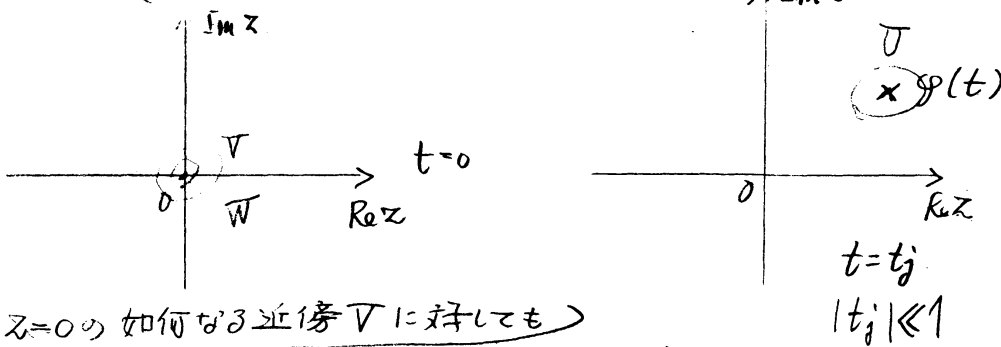 Im z
U
φ(t)
V
t=0
0
W
Re z
0
Re z
t=tj
z=0の 如何なる近傍 V に対しても
|tj|≪1